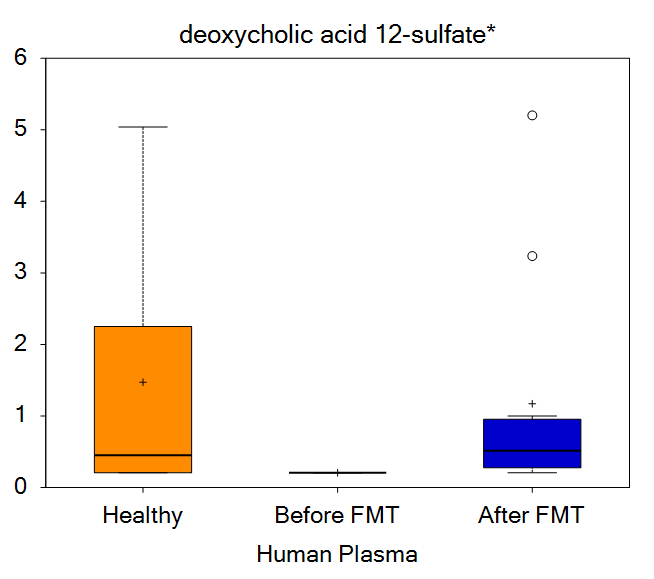 deoxycholic acid 12-sulfate*
6
5
4
3
2
1
0
Healthy
Before FMT
After FMT
Human Plasma